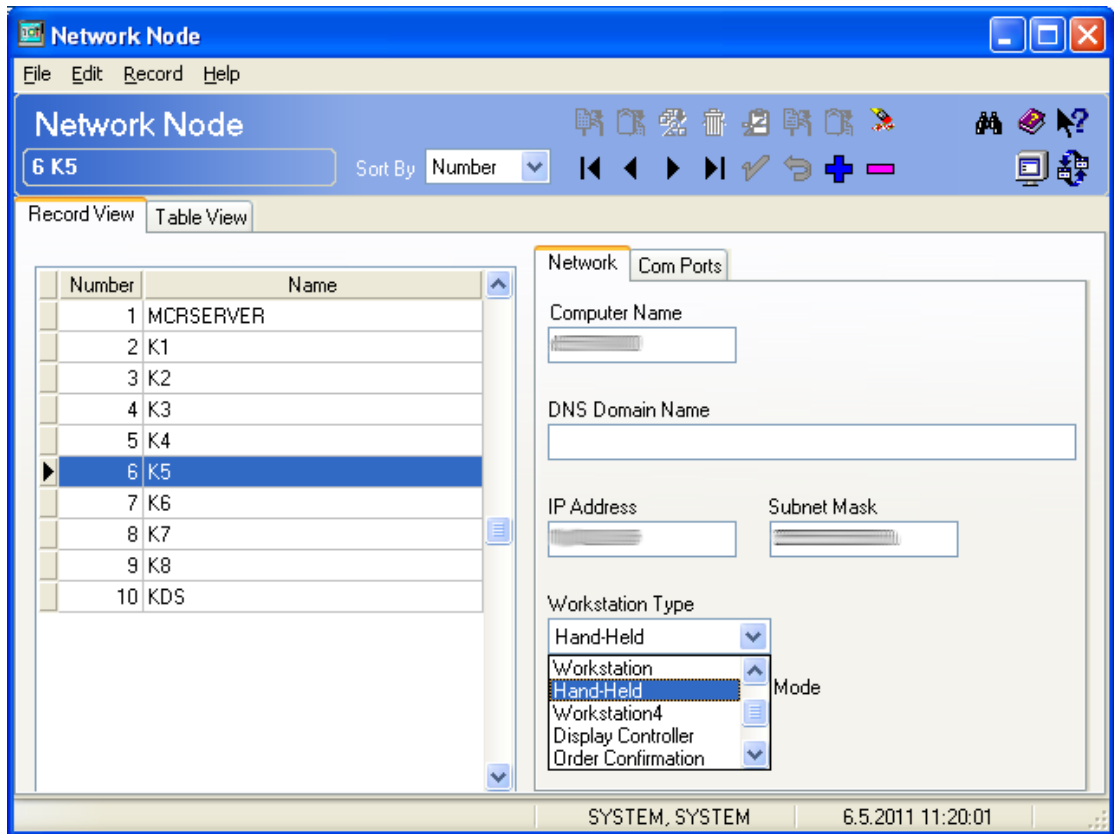 Network Node
File Edit Record Help
Network Node
6 K5
Sort By Number
Record View Table View
Number Name
1 MCRSERVER
2 K1
3 K2
4 K3
5 K4
6 K5
7 K6
8 K7
9 K8
10 KDS
Network Com Ports
Computer Name
DNS Domain Name
IP Address Subnet Mask
Workstation Type
Hand-Held
Workstation
Hand-Held
Mode
Workstation4
Display Controller
Order Confirmation
SYSTEM, SYSTEM 6.5.2011 11:20:01